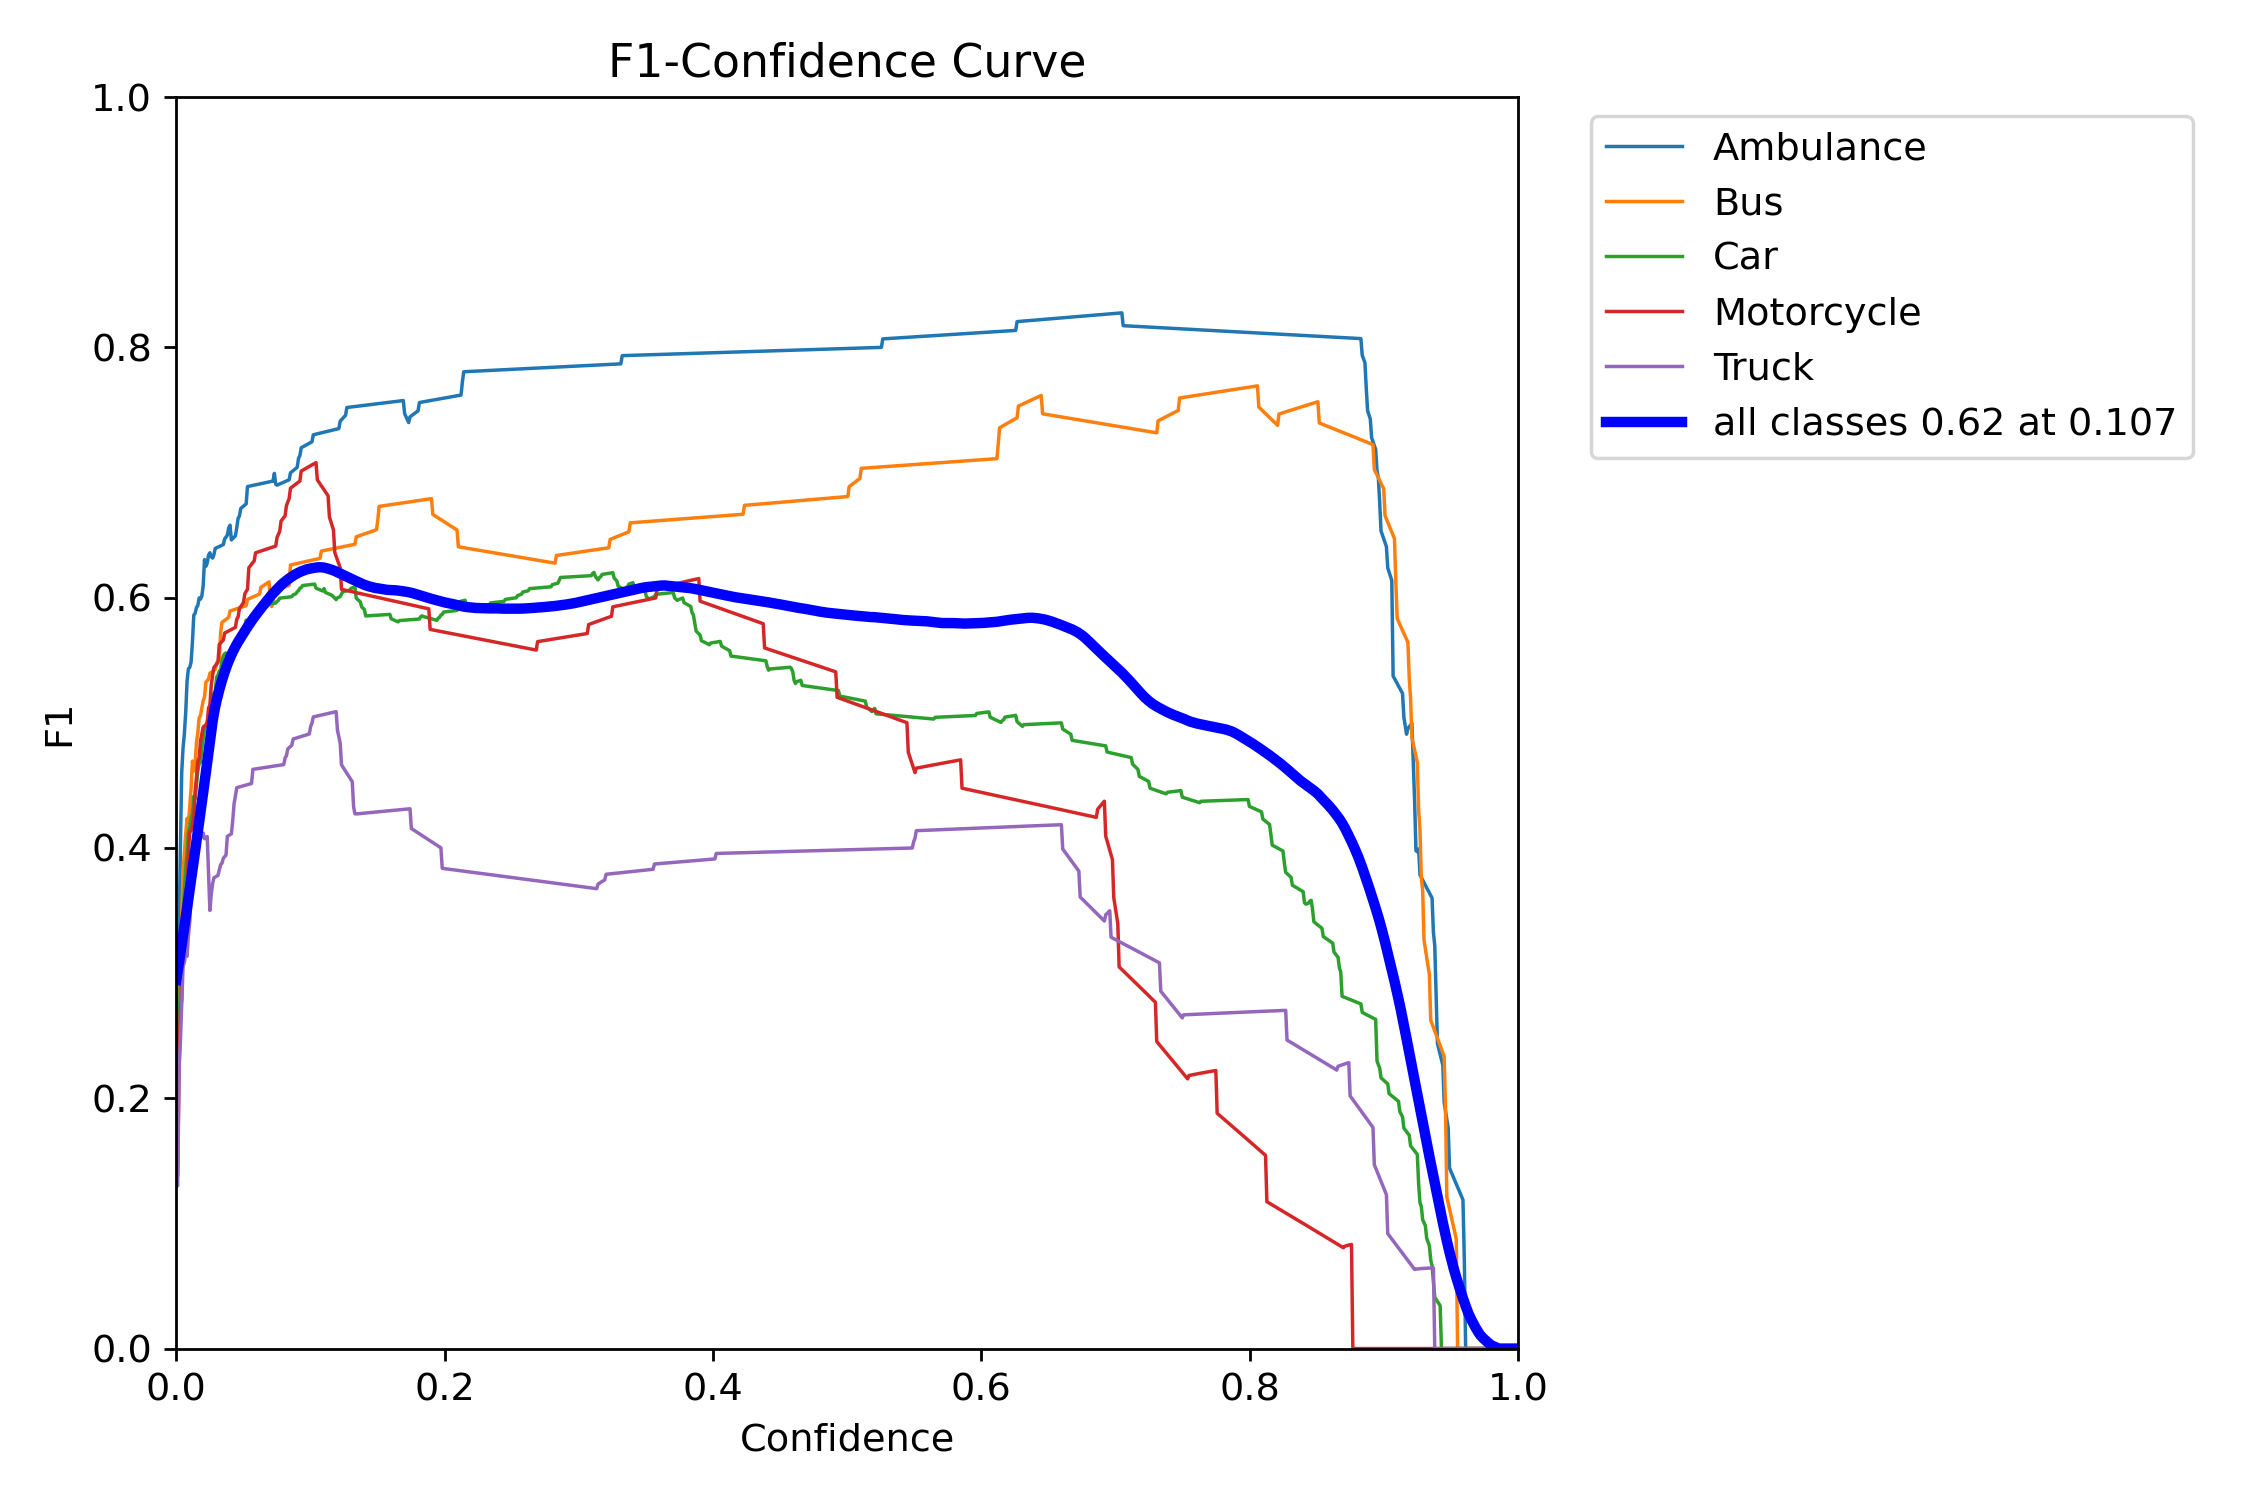 F1-Confidence Curve
1.0
0.8
0.6
0.4
0.2
0.0
F1
0.0 0.2 0.4 0.6 0.8 1.0
Confidence
Ambulance
Bus
Car
Motorcycle
Truck
all classes 0.62 at 0.107